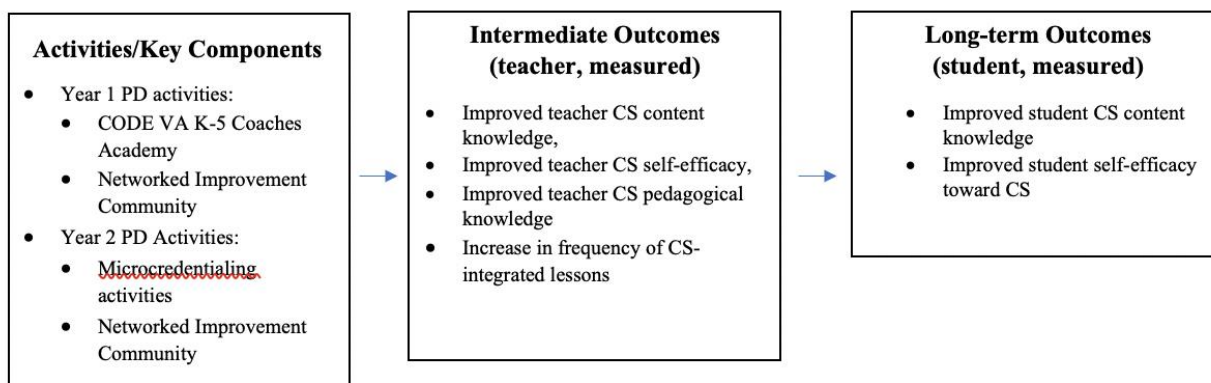 Activities/Key Components
Year 1 PD activities:
CODE VA K-5 Coaches
Academy
Networked Improvement
Community
Year 2 PD Activities:
Microcredentialing
activities
Networked Improvement
Community
Intermediate Outcomes
(teacher, measured)
Improved teacher CS content
knowledge,
Improved teacher CS self-efficacy,
Improved teacher CS pedagogical
knowledge
Increase in frequency of CS-
integrated lessons
Long-term Outcomes
(student, measured)
Improved student CS content
knowledge
Improved student self-efficacy
toward CS